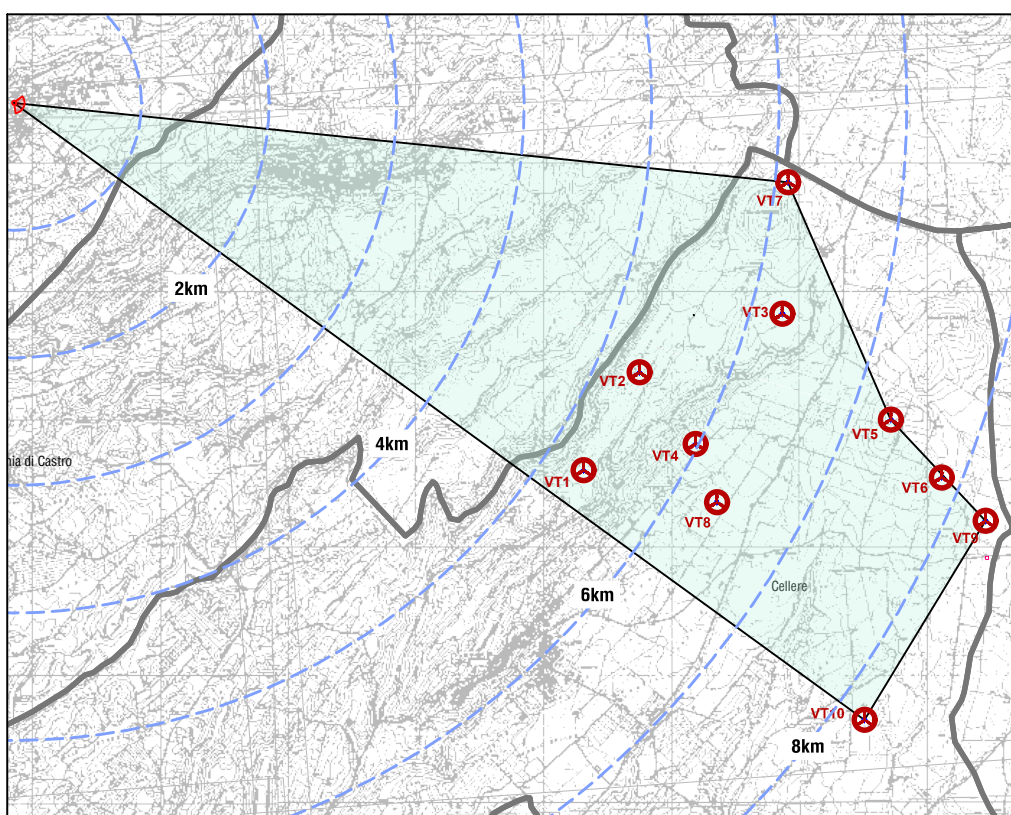 VT7
2km
VT3
VT2
VT5
4km
VT4
nia di Castro
VT1
VT6
VT8
VT9
Cellere
6km
VT10
8km